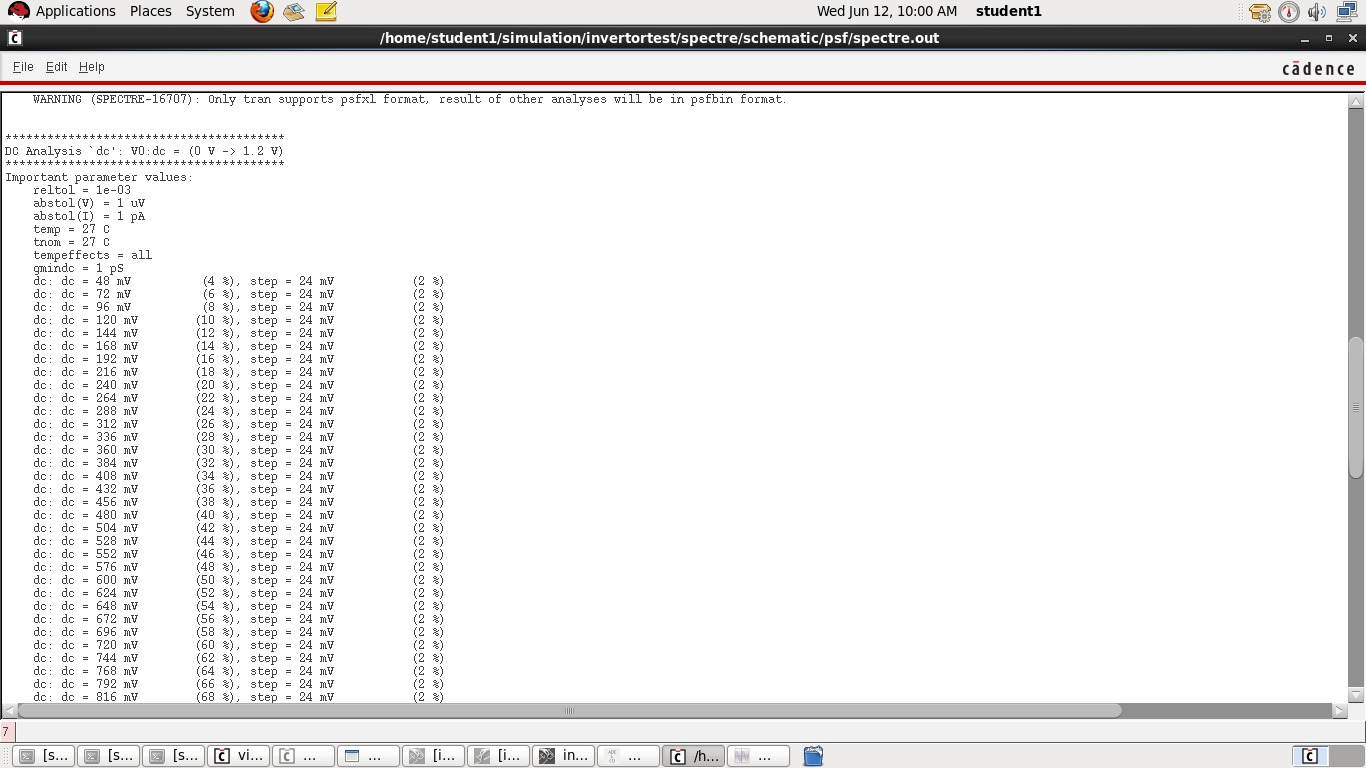 Applications Places System Wed Jun 12, 10:00 AM student1
/home/student1/simulation/invertortest/spectre/schematic/psf/spectre.out
File Edit Help cādence
WARNING (SPECTRE-16707): Only tran supports psfxl format, result of other analyses will be in psfbin format.
****************************************
DC Analysis `dc': V0:dc = (0 V -> 1.2 V)
****************************************
Important parameter values:
reltol = 1e-03
abstol(V) = 1 uV
abstol(I) = 1 pA
temp = 27 C
tnom = 27 C
tempeffects = all
gmindc = 1 pS
dc: dc = 48 mV (4 %), step = 24 mV (2 %)
dc: dc = 72 mV (6 %), step = 24 mV (2 %)
dc: dc = 96 mV (8 %), step = 24 mV (2 %)
dc: dc = 120 mV (10 %), step = 24 mV (2 %)
dc: dc = 144 mV (12 %), step = 24 mV (2 %)
dc: dc = 168 mV (14 %), step = 24 mV (2 %)
dc: dc = 192 mV (16 %), step = 24 mV (2 %)
dc: dc = 216 mV (18 %), step = 24 mV (2 %)
dc: dc = 240 mV (20 %), step = 24 mV (2 %)
dc: dc = 264 mV (22 %), step = 24 mV (2 %)
dc: dc = 288 mV (24 %), step = 24 mV (2 %)
dc: dc = 312 mV (26 %), step = 24 mV (2 %)
dc: dc = 336 mV (28 %), step = 24 mV (2 %)
dc: dc = 360 mV (30 %), step = 24 mV (2 %)
dc: dc = 384 mV (32 %), step = 24 mV (2 %)
dc: dc = 408 mV (34 %), step = 24 mV (2 %)
dc: dc = 432 mV (36 %), step = 24 mV (2 %)
dc: dc = 456 mV (38 %), step = 24 mV (2 %)
dc: dc = 480 mV (40 %), step = 24 mV (2 %)
dc: dc = 504 mV (42 %), step = 24 mV (2 %)
dc: dc = 528 mV (44 %), step = 24 mV (2 %)
dc: dc = 552 mV (46 %), step = 24 mV (2 %)
dc: dc = 576 mV (48 %), step = 24 mV (2 %)
dc: dc = 600 mV (50 %), step = 24 mV (2 %)
dc: dc = 624 mV (52 %), step = 24 mV (2 %)
dc: dc = 648 mV (54 %), step = 24 mV (2 %)
dc: dc = 672 mV (56 %), step = 24 mV (2 %)
dc: dc = 696 mV (58 %), step = 24 mV (2 %)
dc: dc = 720 mV (60 %), step = 24 mV (2 %)
dc: dc = 744 mV (62 %), step = 24 mV (2 %)
dc: dc = 768 mV (64 %), step = 24 mV (2 %)
dc: dc = 792 mV (66 %), step = 24 mV (2 %)
dc: dc = 816 mV (68 %), step = 24 mV (2 %)
7
[s... [s... [s... vi... ... ... [i... [i... in... ... /h... ...